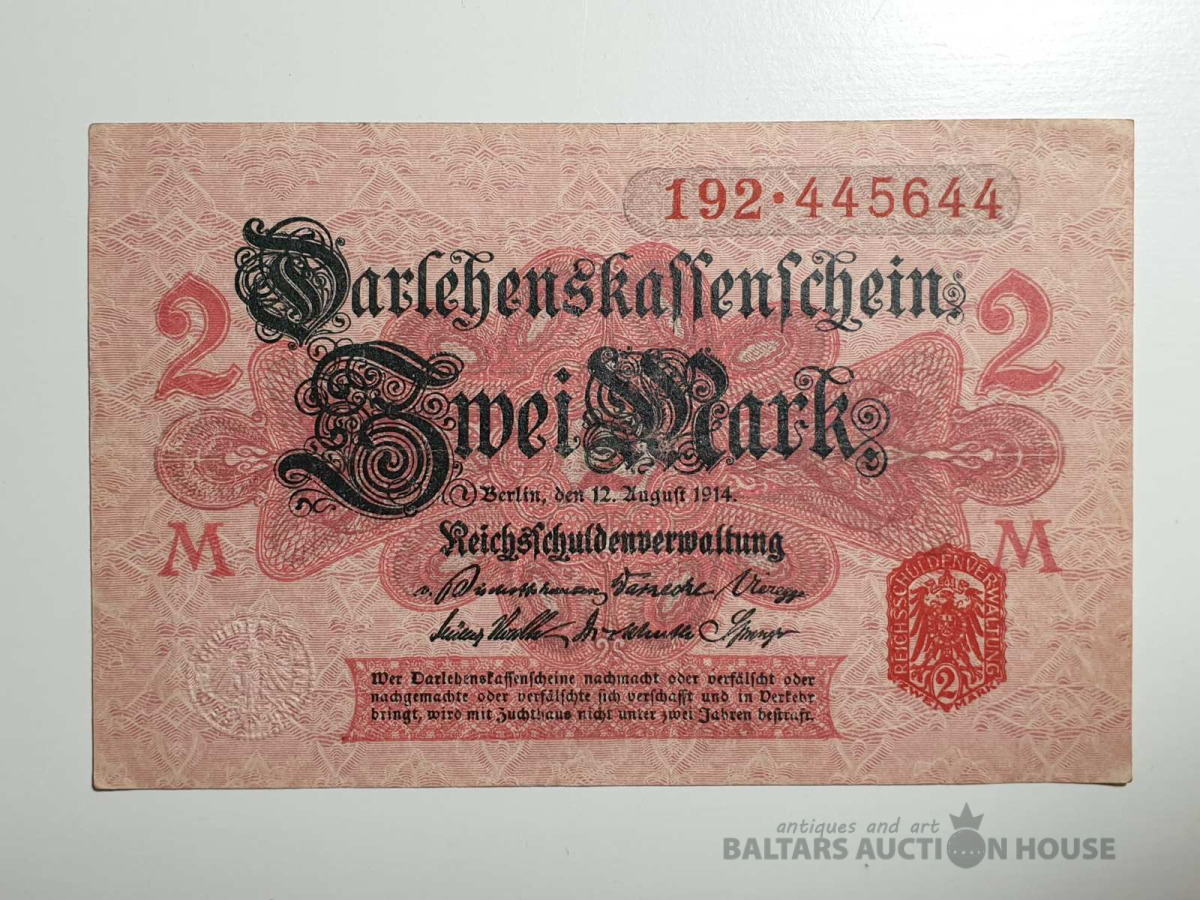 192·445644
Darlehenskassenschein
2 2
Zwei Mark
Berlin, den 12. August 1914.
M M
Reichsschuldenverwaltung
REICHSSCHULDENVERWALTUNG
2
ZWEI MARK
Wer Darlehenskassenscheine nachmacht oder verfälscht oder
nachgemachte oder verfälschte sich verschafft und in Verkehr
bringt, wird mit Zuchthaus nicht unter zwei Jahren bestraft.
antiques and art
BALTARS AUCTION HOUSE